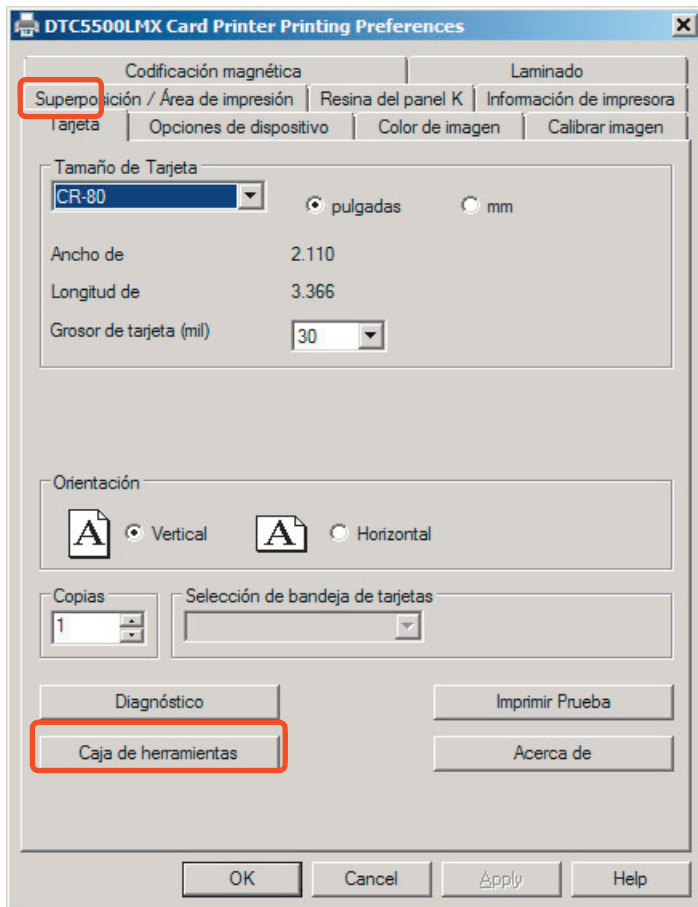 DTC5500LMX Card Printer Printing Preferences
Codificación magnética Laminado
Superposición / Área de impresión Resina del panel K Información de impresora
Tarjeta Opciones de dispositivo Color de imagen Calibrar imagen
Tamaño de Tarjeta
CR-80 pulgadas mm
Ancho de 2.110
Longitud de 3.366
Grosor de tarjeta (mil) 30
Orientación
A Vertical A Horizontal
Copias Selección de bandeja de tarjetas
1
Diagnóstico Imprimir Prueba
Caja de herramientas Acerca de
OK Cancel Apply Help